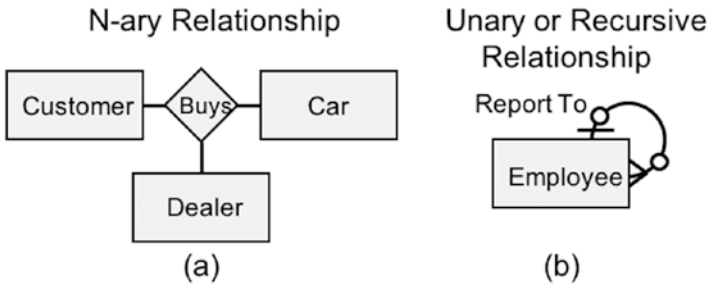 N-ary Relationship
Customer
Buys
Car
Dealer
(a)
Unary or Recursive
Relationship
Report To
Employee
(b)